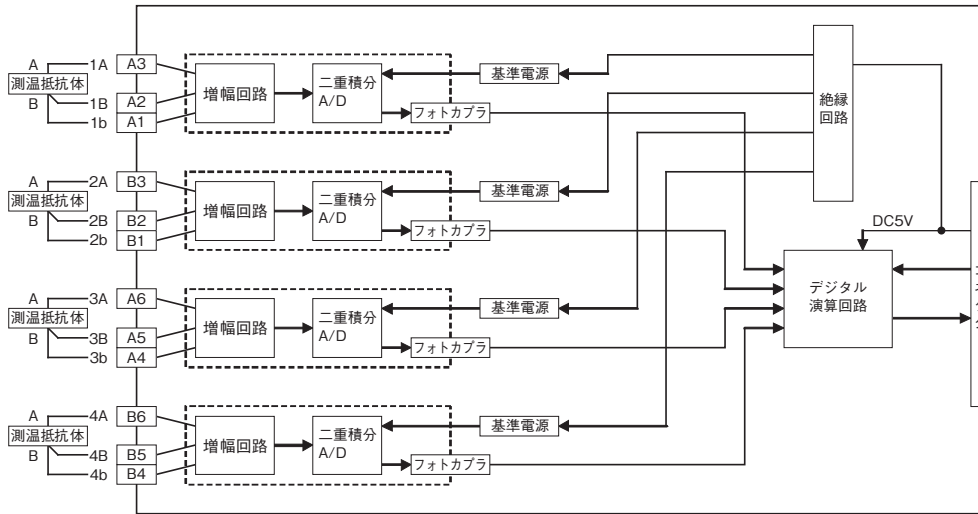 A
1A
A3
測温抵抗体
B
1B
A2
1b
A1
増幅回路
二重積分
A/D
基準電源
フォトカプラ
絶縁
回路
A
2A
B3
測温抵抗体
B
2B
B2
2b
B1
増幅回路
二重積分
A/D
基準電源
フォトカプラ
DC5V
デジタル
演算回路
A
3A
A6
測温抵抗体
B
3B
A5
3b
A4
増幅回路
二重積分
A/D
基準電源
フォトカプラ
A
4A
B6
測温抵抗体
B
4B
B5
4b
B4
増幅回路
二重積分
A/D
基準電源
フォトカプラ